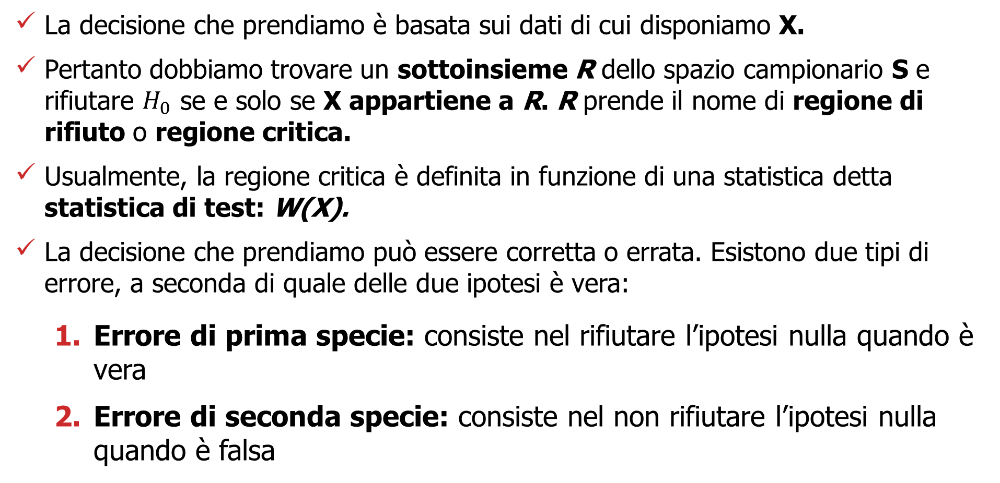 ✓ La decisione che prendiamo è basata sui dati di cui disponiamo X.
✓ Pertanto dobbiamo trovare un sottoinsieme R dello spazio campionario S e
rifiutare H₀ se e solo se X appartiene a R. R prende il nome di regione di
rifiuto o regione critica.
✓ Usualmente, la regione critica è definita in funzione di una statistica detta
statistica di test: W(X).
✓ La decisione che prendiamo può essere corretta o errata. Esistono due tipi di
errore, a seconda di quale delle due ipotesi è vera:
1. Errore di prima specie: consiste nel rifiutare l’ipotesi nulla quando è
vera
2. Errore di seconda specie: consiste nel non rifiutare l’ipotesi nulla
quando è falsa